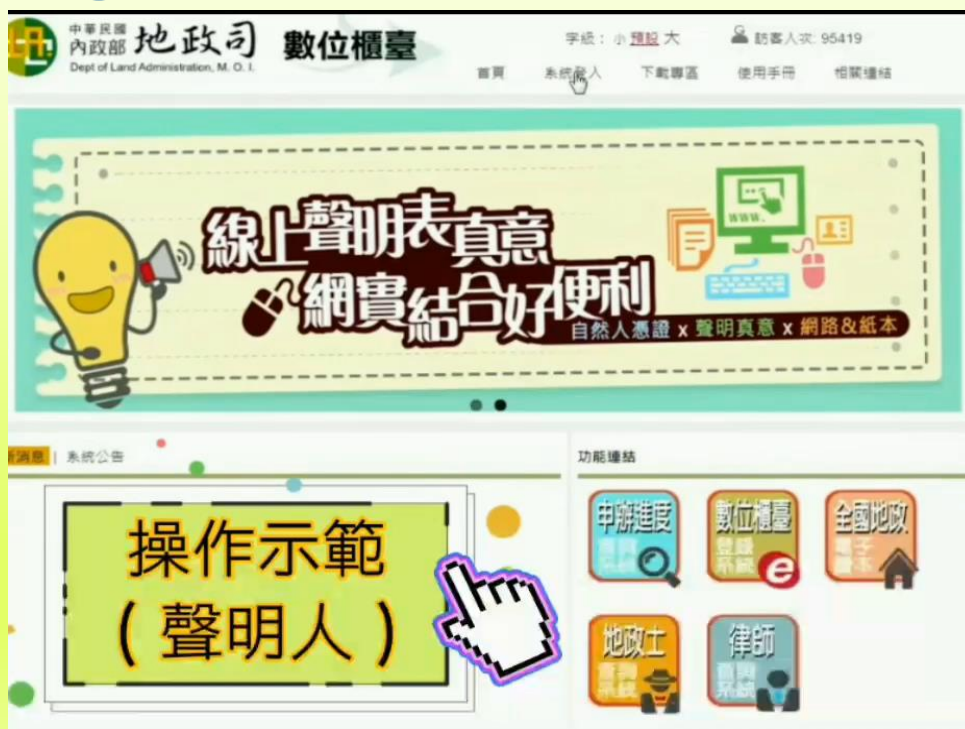 中華民國
內政部 地政司 數位櫃臺
Dept of Land Administration, M. O. I.
字級： 小 預設 大
訪客人次: 95419
首頁 系統登入 下載專區 使用手冊 相關連結
線上聲明表真意
網實結合好便利
自然人憑證 x 聲明真意 x 網路&紙本
WWW.
消息 | 系統公告
操作示範
(聲明人)
功能連結
申辦進度
查詢
系統
數位櫃臺
登錄
系統
e
全國地政
電子
謄本
地政士
查詢
系統
律師
查詢
系統